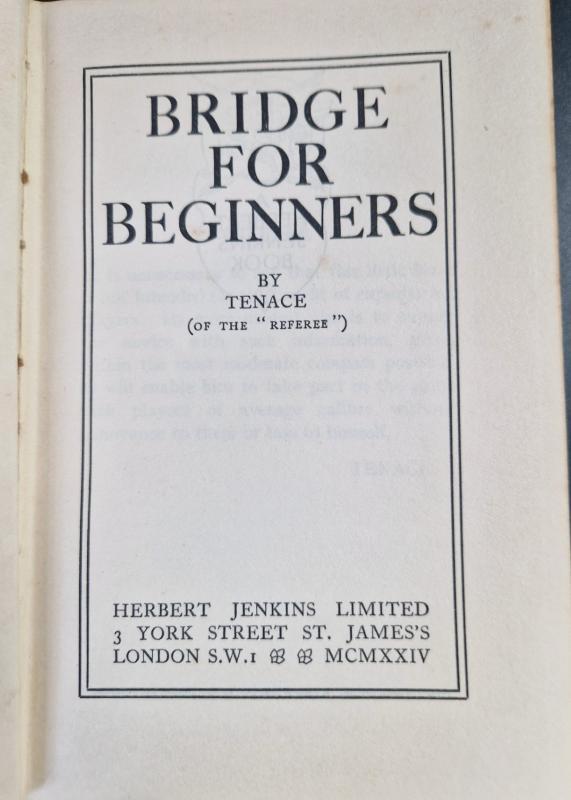 BRIDGE
FOR
BEGINNERS
BY
TENACE
(OF THE "REFEREE")
HERBERT JENKINS LIMITED
3 YORK STREET ST. JAMES'S
LONDON S.W.1 MCMXXIV